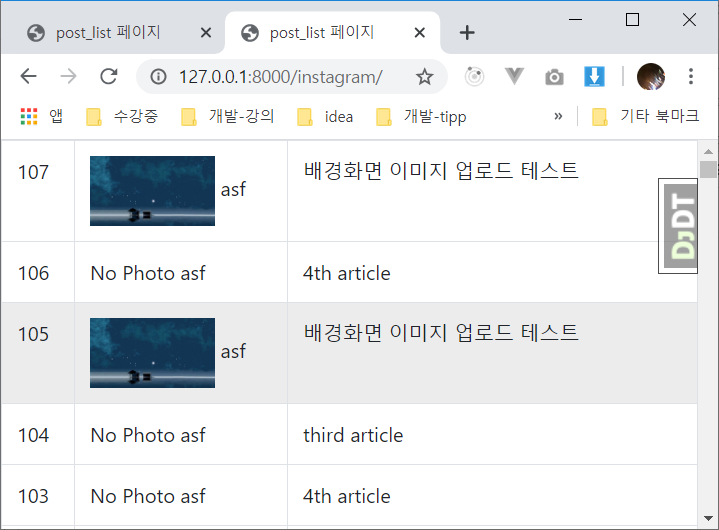 post_list 페이지
post_list 페이지
127.0.0.1:8000/instagram/
앱 수강중 개발-강의 idea 개발-tipp » 기타 북마크
107 asf 배경화면 이미지 업로드 테스트
DjDT
106 No Photo asf 4th article
105 asf 배경화면 이미지 업로드 테스트
104 No Photo asf third article
103 No Photo asf 4th article